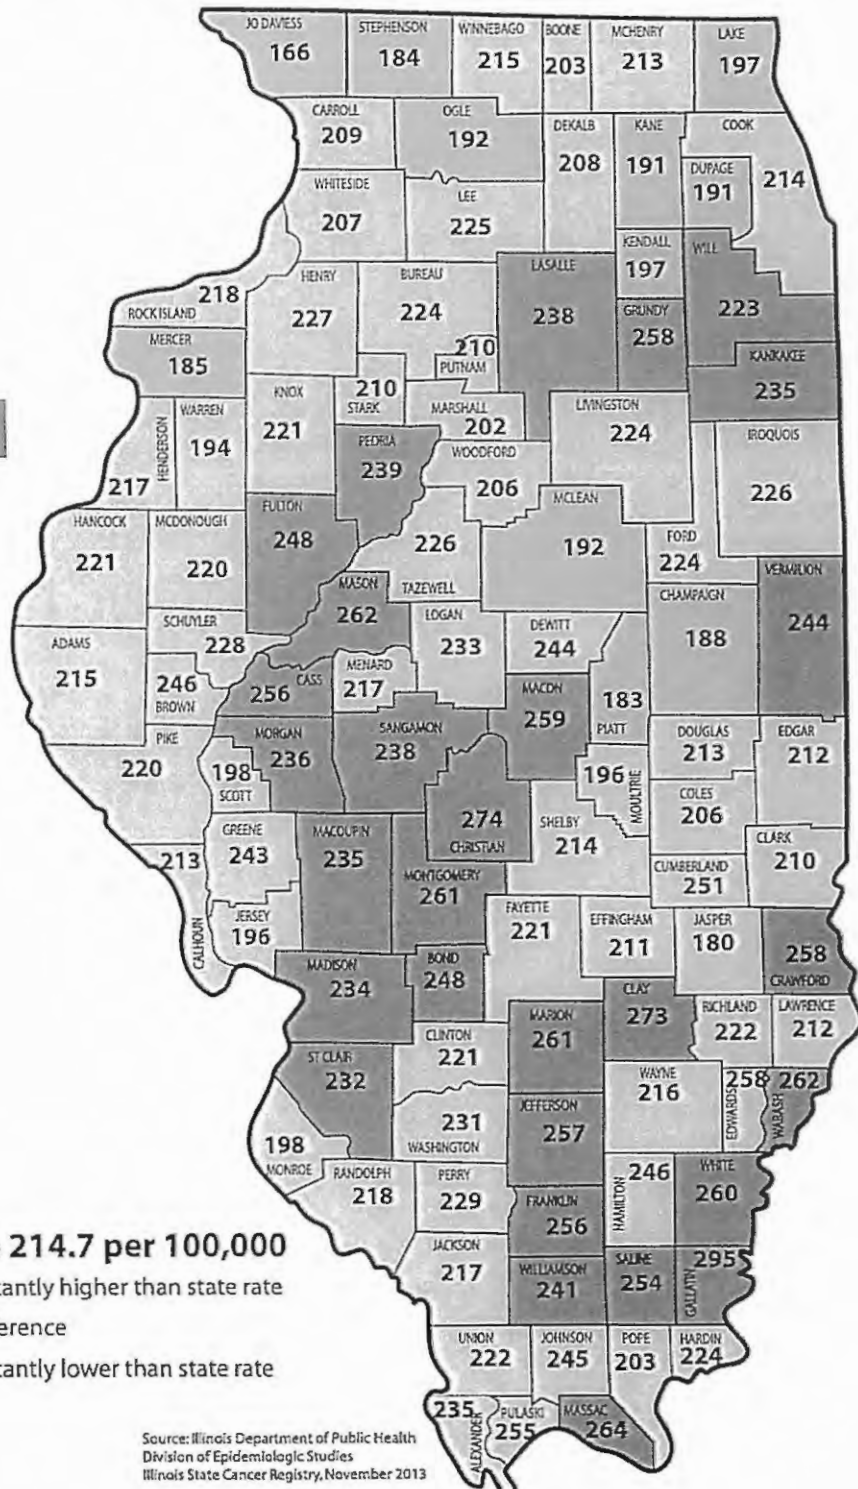 JO DAVIESS
166
STEPHENSON
184
WINNEBAGO
215
BOONE
203
MCHENRY
213
LAKE
197
CARROLL
209
OGLE
192
DEKALB
208
KANE
191
COOK
214
DUPAGE
191
WHITESIDE
207
LEE
225
KENDALL
197
WILL
223
ROCK ISLAND
218
HENRY
227
BUREAU
224
LASALLE
238
GRUNDY
258
MERCER
185
210
PUTNAM
KANKAKEE
235
KNOX
221
210
STARK
MARSHALL
202
LIVINGSTON
224
HENDERSON
217
WARREN
194
PEORIA
239
WOODFORD
206
IROQUOIS
226
HANCOCK
221
MCDONOUGH
220
FULTON
248
226
TAZEWELL
MCLEAN
192
FORD
224
VERMILION
244
MASON
262
CHAMPAIGN
188
SCHUYLER
228
LOGAN
233
DEWITT
244
ADAMS
215
246
BROWN
CASS
256
MENARD
217
MACON
259
183
PIATT
PIKE
220
MORGAN
236
SANGAMON
238
DOUGLAS
213
EDGAR
212
198
SCOTT
196
MOULTRIE
274
CHRISTIAN
SHELBY
214
COLES
206
GREENE
243
MACOUPIN
235
CLARK
210
213
CALHOUN
MONTGOMERY
261
CUMBERLAND
251
JERSEY
196
FAYETTE
221
EFFINGHAM
211
JASPER
180
258
CRAWFORD
MADISON
234
BOND
248
CLAY
273
RICHLAND
222
LAWRENCE
212
MARION
261
CLINTON
221
ST CLAIR
232
WAYNE
216
258
EDWARDS
262
WABASH
231
WASHINGTON
JEFFERSON
257
198
MONROE
RANDOLPH
218
PERRY
229
HAMILTON
246
WHITE
260
FRANKLIN
256
JACKSON
217
WILLIAMSON
241
SALINE
254
295
GALLATIN
214.7 per 100,000
cantly higher than state rate
erence
cantly lower than state rate
UNION
222
JOHNSON
245
POPE
203
HARDIN
224
235
ALEXANDER
PULASKI
255
MASSAC
264
Source: Illinois Department of Public Health
Division of Epidemiologic Studies
Illinois State Cancer Registry, November 2013